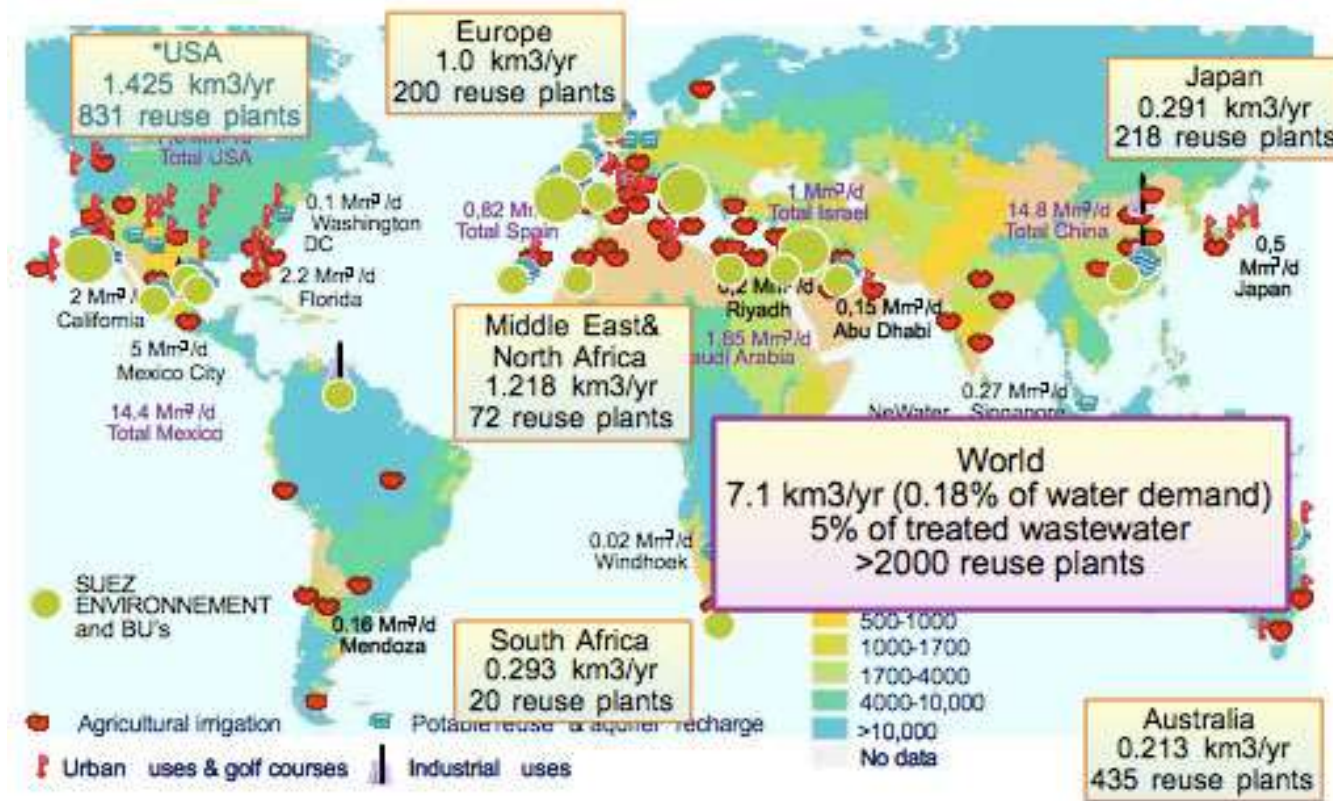 *USA
1.425 km3/yr
831 reuse plants
Total USA
Europe
1.0 km3/yr
200 reuse plants
Japan
0.291 km3/yr
218 reuse plants
0.1 Mm³/d
Washington
DC
2.2 Mm³/d
Florida
2 Mm³/
California
5 Mm³/d
Mexico City
14.4 Mm³/d
Total Mexico
0,82
Total Spain
1 Mm³/d
Total Israel
14.8 Mm³/d
Total China
0,5
Mm³/d
Japan
0,2 Mm³/d
Riyadh
0,15 Mm³/d
Abu Dhabi
1.85 Mm³/d
audi Arabia
Middle East&
North Africa
1.218 km3/yr
72 reuse plants
0.27 Mm³/d
NeWater Singapore
World
7.1 km3/yr (0.18% of water demand)
5% of treated wastewater
>2000 reuse plants
0.02 Mm³/d
Windhoek
SUEZ
ENVIRONNEMENT
and BU's
0.16 Mm³/d
Mendoza
South Africa
0.293 km3/yr
20 reuse plants
500-1000
1000-1700
1700-4000
4000-10,000
>10,000
No data
Australia
0.213 km3/yr
435 reuse plants
Agricultural irrigation
Potable reuse & aquifer recharge
Urban uses & golf courses
Industrial uses